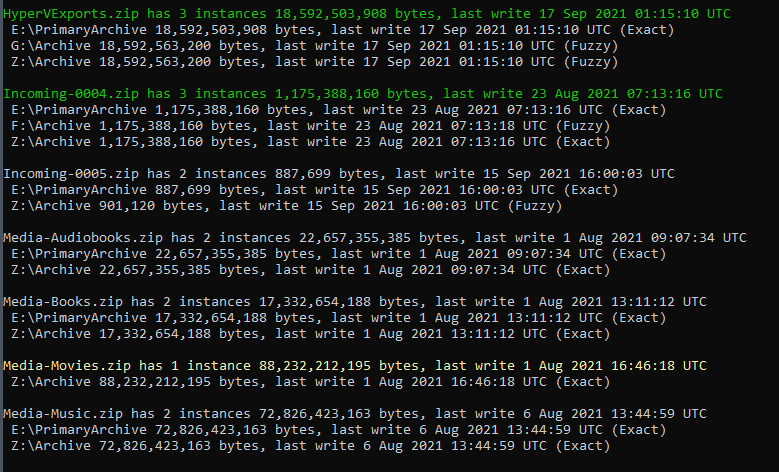 HyperVExports.zip has 3 instances 18,592,503,908 bytes, last write 17 Sep 2021 01:15:10 UTC
E:\PrimaryArchive 18,592,503,908 bytes, last write 17 Sep 2021 01:15:10 UTC (Exact)
G:\Archive 18,592,563,200 bytes, last write 17 Sep 2021 01:15:10 UTC (Fuzzy)
Z:\Archive 18,592,563,200 bytes, last write 17 Sep 2021 01:15:10 UTC (Fuzzy)
Incoming-0004.zip has 3 instances 1,175,388,160 bytes, last write 23 Aug 2021 07:13:16 UTC
E:\PrimaryArchive 1,175,388,160 bytes, last write 23 Aug 2021 07:13:16 UTC (Exact)
F:\Archive 1,175,388,160 bytes, last write 23 Aug 2021 07:13:18 UTC (Fuzzy)
Z:\Archive 1,175,388,160 bytes, last write 23 Aug 2021 07:13:16 UTC (Exact)
Incoming-0005.zip has 2 instances 887,699 bytes, last write 15 Sep 2021 16:00:03 UTC
E:\PrimaryArchive 887,699 bytes, last write 15 Sep 2021 16:00:03 UTC (Exact)
Z:\Archive 901,120 bytes, last write 15 Sep 2021 16:00:03 UTC (Fuzzy)
Media-Audiobooks.zip has 2 instances 22,657,355,385 bytes, last write 1 Aug 2021 09:07:34 UTC
E:\PrimaryArchive 22,657,355,385 bytes, last write 1 Aug 2021 09:07:34 UTC (Exact)
Z:\Archive 22,657,355,385 bytes, last write 1 Aug 2021 09:07:34 UTC (Exact)
Media-Books.zip has 2 instances 17,332,654,188 bytes, last write 1 Aug 2021 13:11:12 UTC
E:\PrimaryArchive 17,332,654,188 bytes, last write 1 Aug 2021 13:11:12 UTC (Exact)
Z:\Archive 17,332,654,188 bytes, last write 1 Aug 2021 13:11:12 UTC (Exact)
Media-Movies.zip has 1 instance 88,232,212,195 bytes, last write 1 Aug 2021 16:46:18 UTC
Z:\Archive 88,232,212,195 bytes, last write 1 Aug 2021 16:46:18 UTC (Exact)
Media-Music.zip has 2 instances 72,826,423,163 bytes, last write 6 Aug 2021 13:44:59 UTC
E:\PrimaryArchive 72,826,423,163 bytes, last write 6 Aug 2021 13:44:59 UTC (Exact)
Z:\Archive 72,826,423,163 bytes, last write 6 Aug 2021 13:44:59 UTC (Exact)